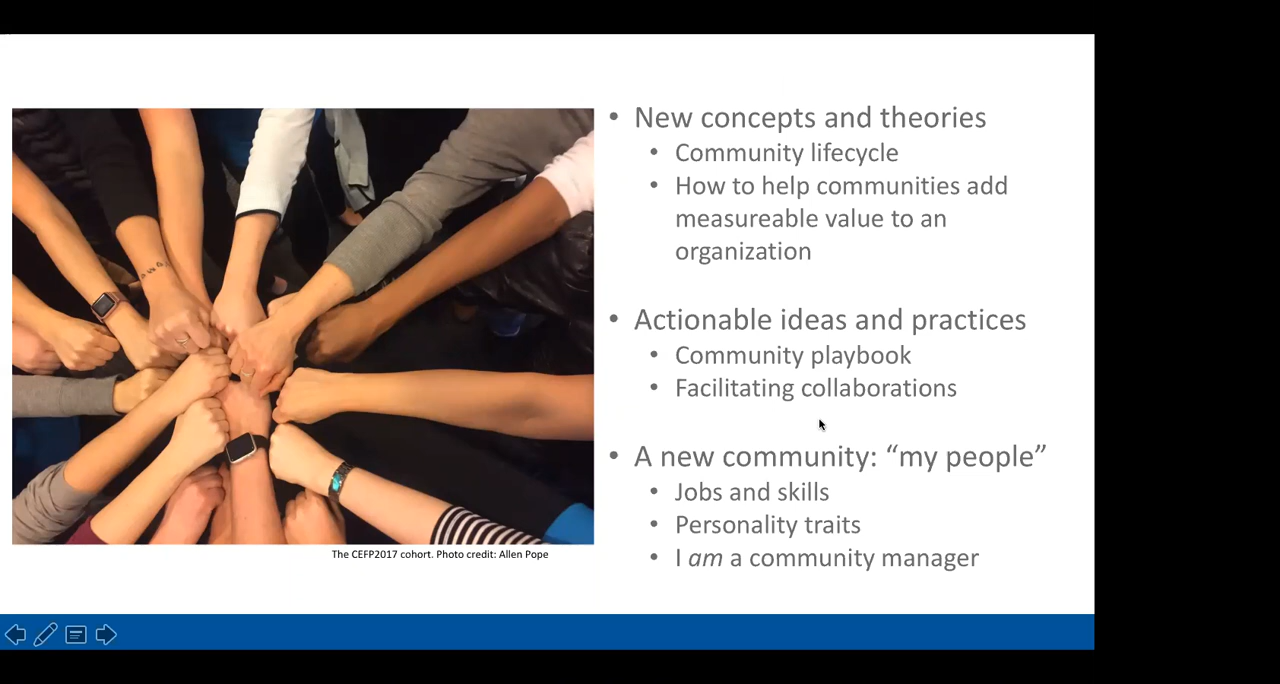 • New concepts and theories
• Community lifecycle
• How to help communities add
measureable value to an
organization
• Actionable ideas and practices
• Community playbook
• Facilitating collaborations
• A new community: “my people”
• Jobs and skills
• Personality traits
• I am a community manager
The CEFP2017 cohort. Photo credit: Allen Pope